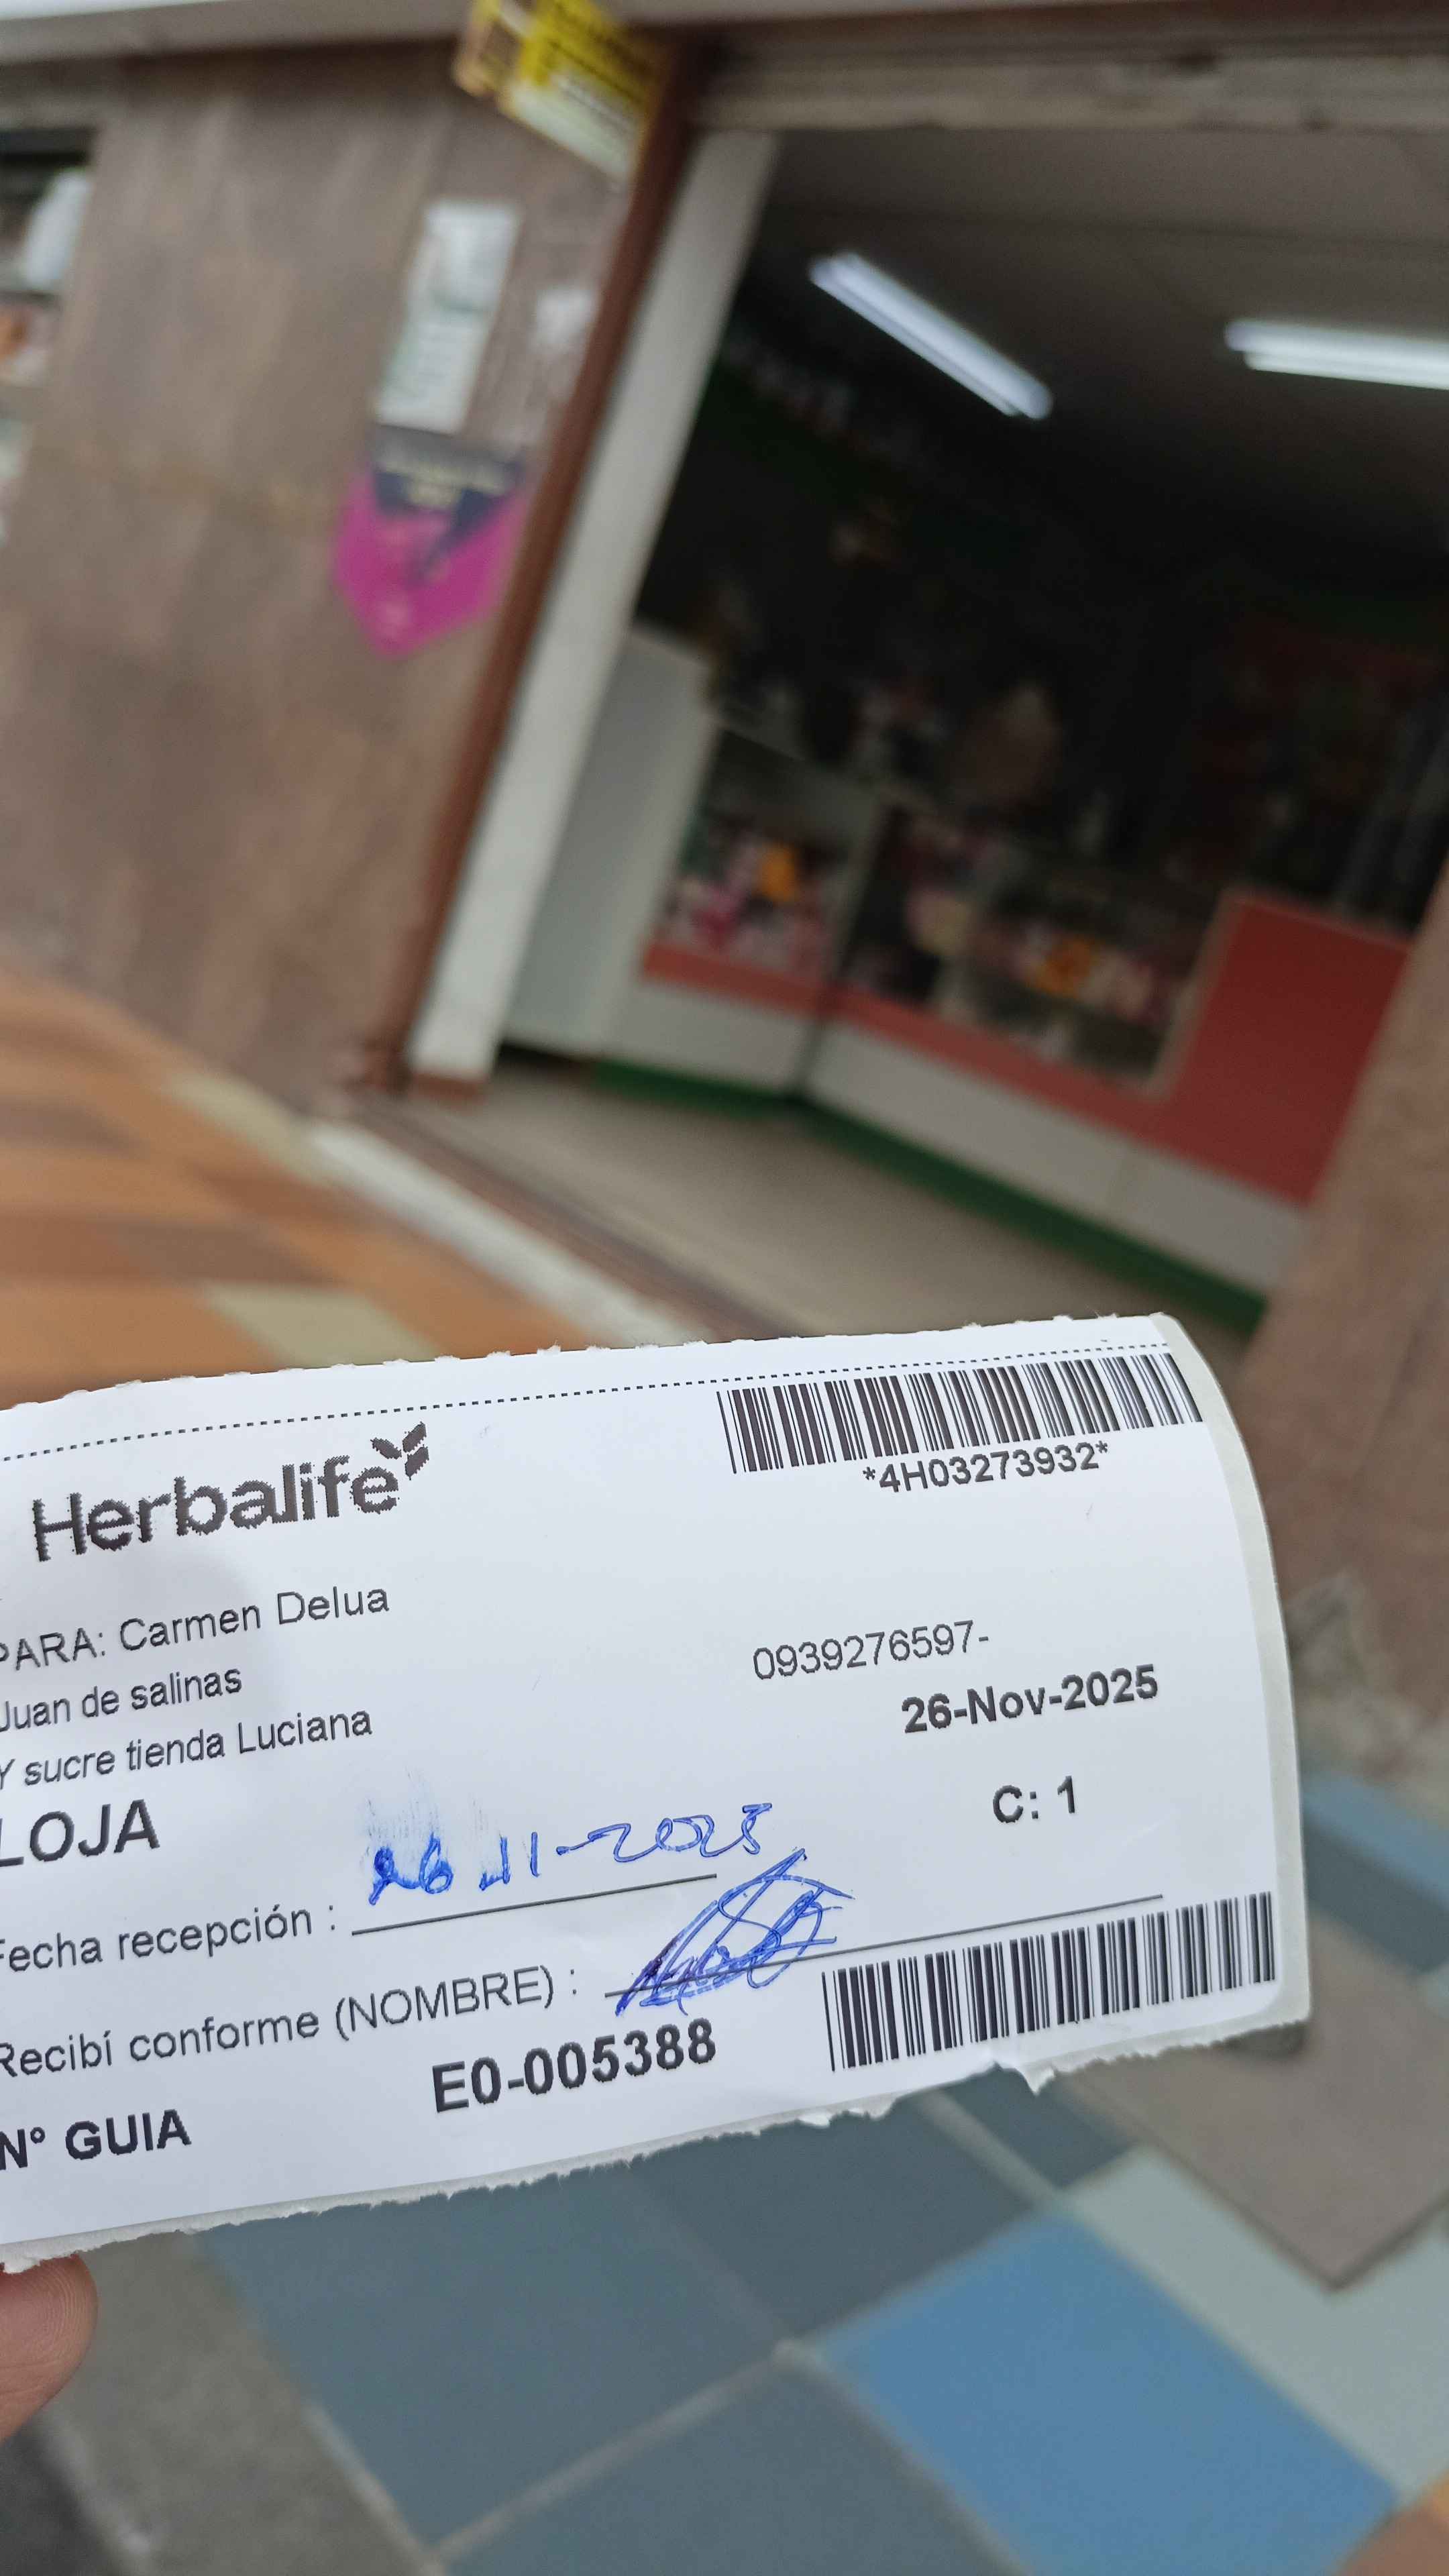 *4H03273932*
Herbalife
PARA: Carmen Delua
Juan de salinas
0939276597-
Y sucre tienda Luciana
26-Nov-2025
LOJA
C: 1
Fecha recepción : 26 11-2025
Recibí conforme (NOMBRE) :
N° GUIA E0-005388